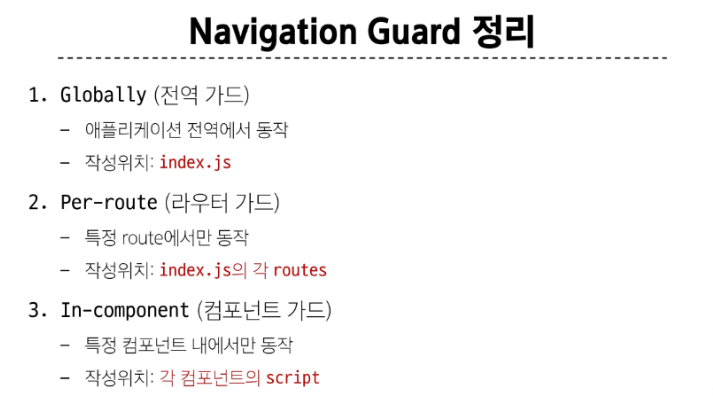 Navigation Guard 정리
1. Globally (전역 가드)
– 애플리케이션 전역에서 동작
– 작성위치: index.js
2. Per-route (라우터 가드)
– 특정 route에서만 동작
– 작성위치: index.js의 각 routes
3. In-component (컴포넌트 가드)
– 특정 컴포넌트 내에서만 동작
– 작성위치: 각 컴포넌트의 script